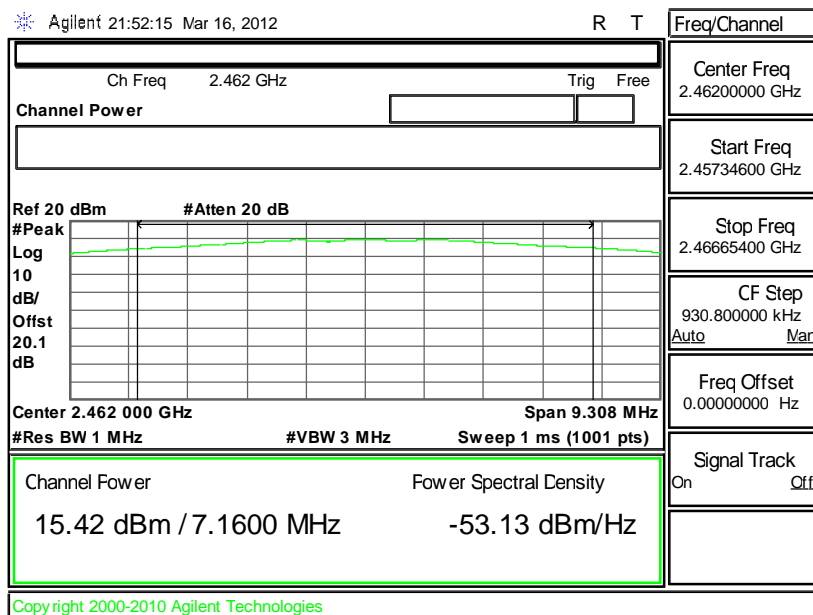 Agilent 21:52:15 Mar 16, 2012 R T
Freq/Channel
Ch Freq 2.462 GHz Trig Free
Channel Power
Center Freq
2.46200000 GHz
Start Freq
2.45734600 GHz
Stop Freq
2.46665400 GHz
CF Step
930.800000 kHz
Auto Man
Freq Offset
0.00000000 Hz
Signal Track
On Off
Ref 20 dBm #Atten 20 dB
#Peak
Log
10
dB/
Offst
20.1
dB
Center 2.462 000 GHz Span 9.308 MHz
#Res BW 1 MHz #VBW 3 MHz Sweep 1 ms (1001 pts)
Channel Power Power Spectral Density
15.42 dBm / 7.1600 MHz -53.13 dBm/Hz
Copyright 2000-2010 Agilent Technologies